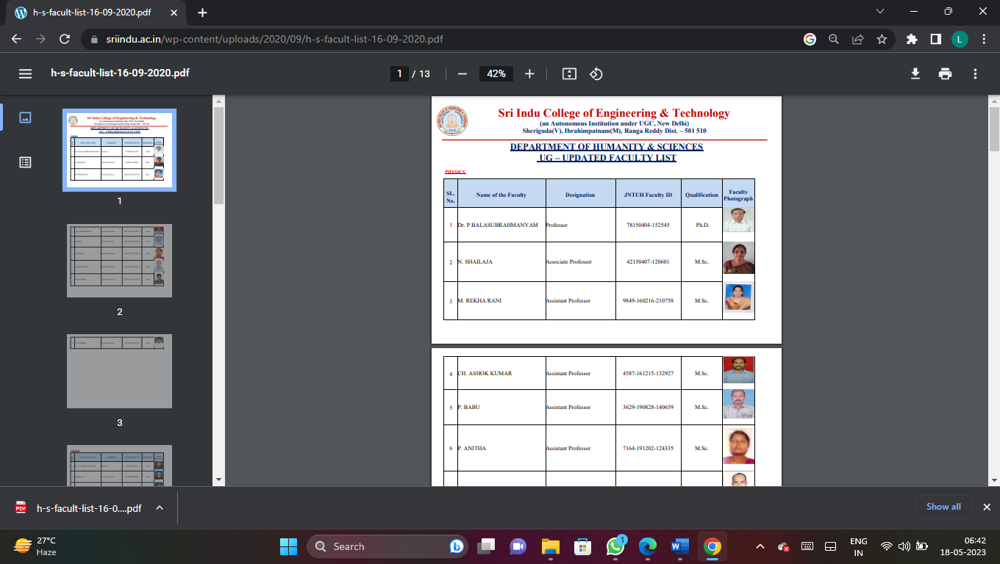 h-s-facult-list-16-09-2020.pdf
sriindu.ac.in/wp-content/uploads/2020/09/h-s-facult-list-16-09-2020.pdf
L
h-s-facult-list-16-09-2020.pdf
1 / 13
42%
1
2
3
Sri Indu College of Engineering & Technology
(an Autonomous Institution under UGC, New Delhi)
Sheriguda(V), Ibrahimpatnam(M), Ranga Reddy Dist. – 501 510
DEPARTMENT OF HUMANITY & SCIENCES
UG – UPDATED FACULTY LIST
PHYSICS
SL. No. Name of the Faculty Designation JNTUH Faculty ID Qualification Faculty Photograph
1 Dr. P BALASUBRAHMANYAM Professor 78150404-152545 Ph.D.
2 N. SHAILAJA Associate Professor 42150407-120601 M.Sc.
3 M. REKHA RANI Assistant Professor 9849-160216-210758 M.Sc.
4 CH. ASHOK KUMAR Assistant Professor 4587-161215-132927 M.Sc.
5 P. BABU Assistant Professor 3629-190828-140659 M.Sc.
6 P. ANITHA Assistant Professor 7164-191202-124335 M.Sc.
PDF h-s-facult-list-16-0....pdf
Show all
27°C
Haze
Search
1
ENG
IN
06:42
18-05-2023